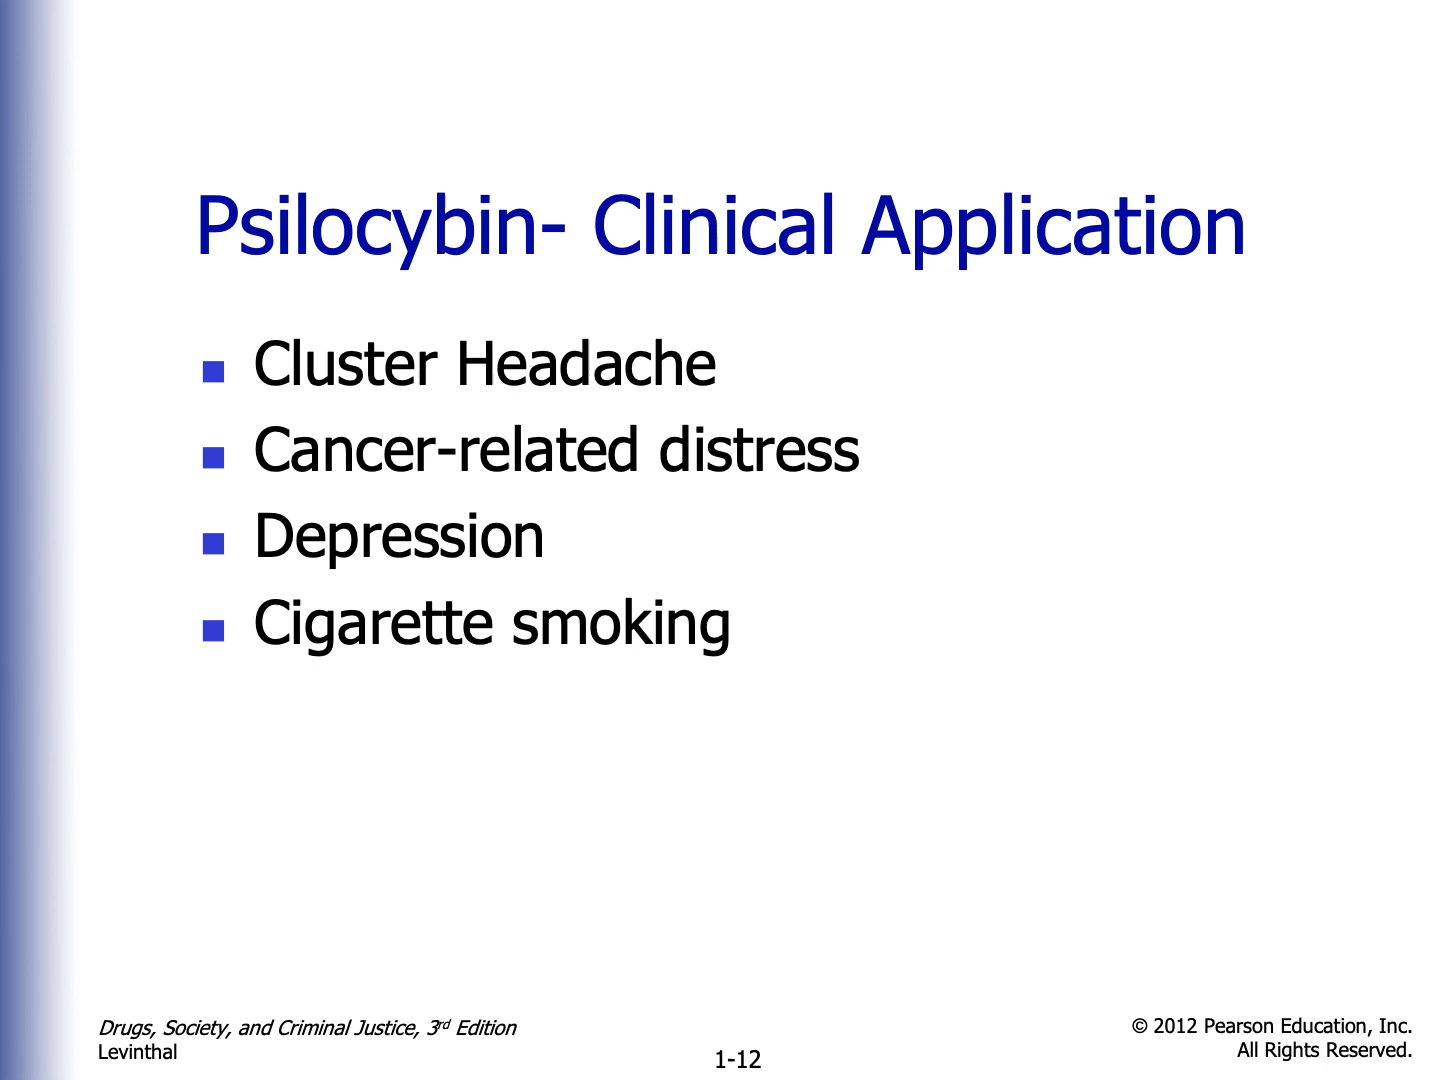 Psilocybin- Clinical Application
Cluster Headache
Cancer-related distress
Depression
Cigarette smoking
Drugs, Society, and Criminal Justice, 3rd Edition
Levinthal
1-12
© 2012 Pearson Education, Inc.
All Rights Reserved.